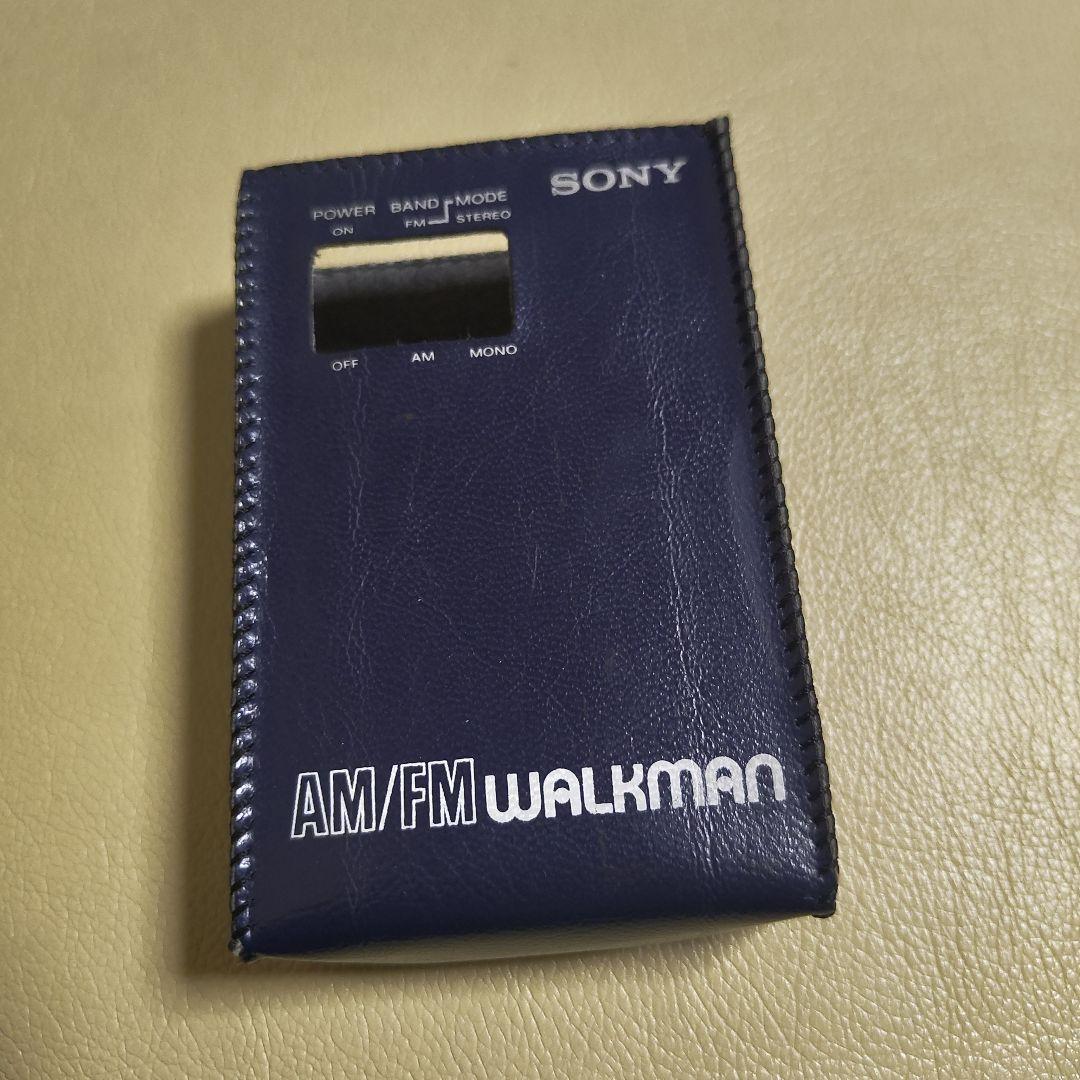 SONY
POWER BAND MODE
ON FM STEREO
OFF AM MONO
AM/FM WALKMAN